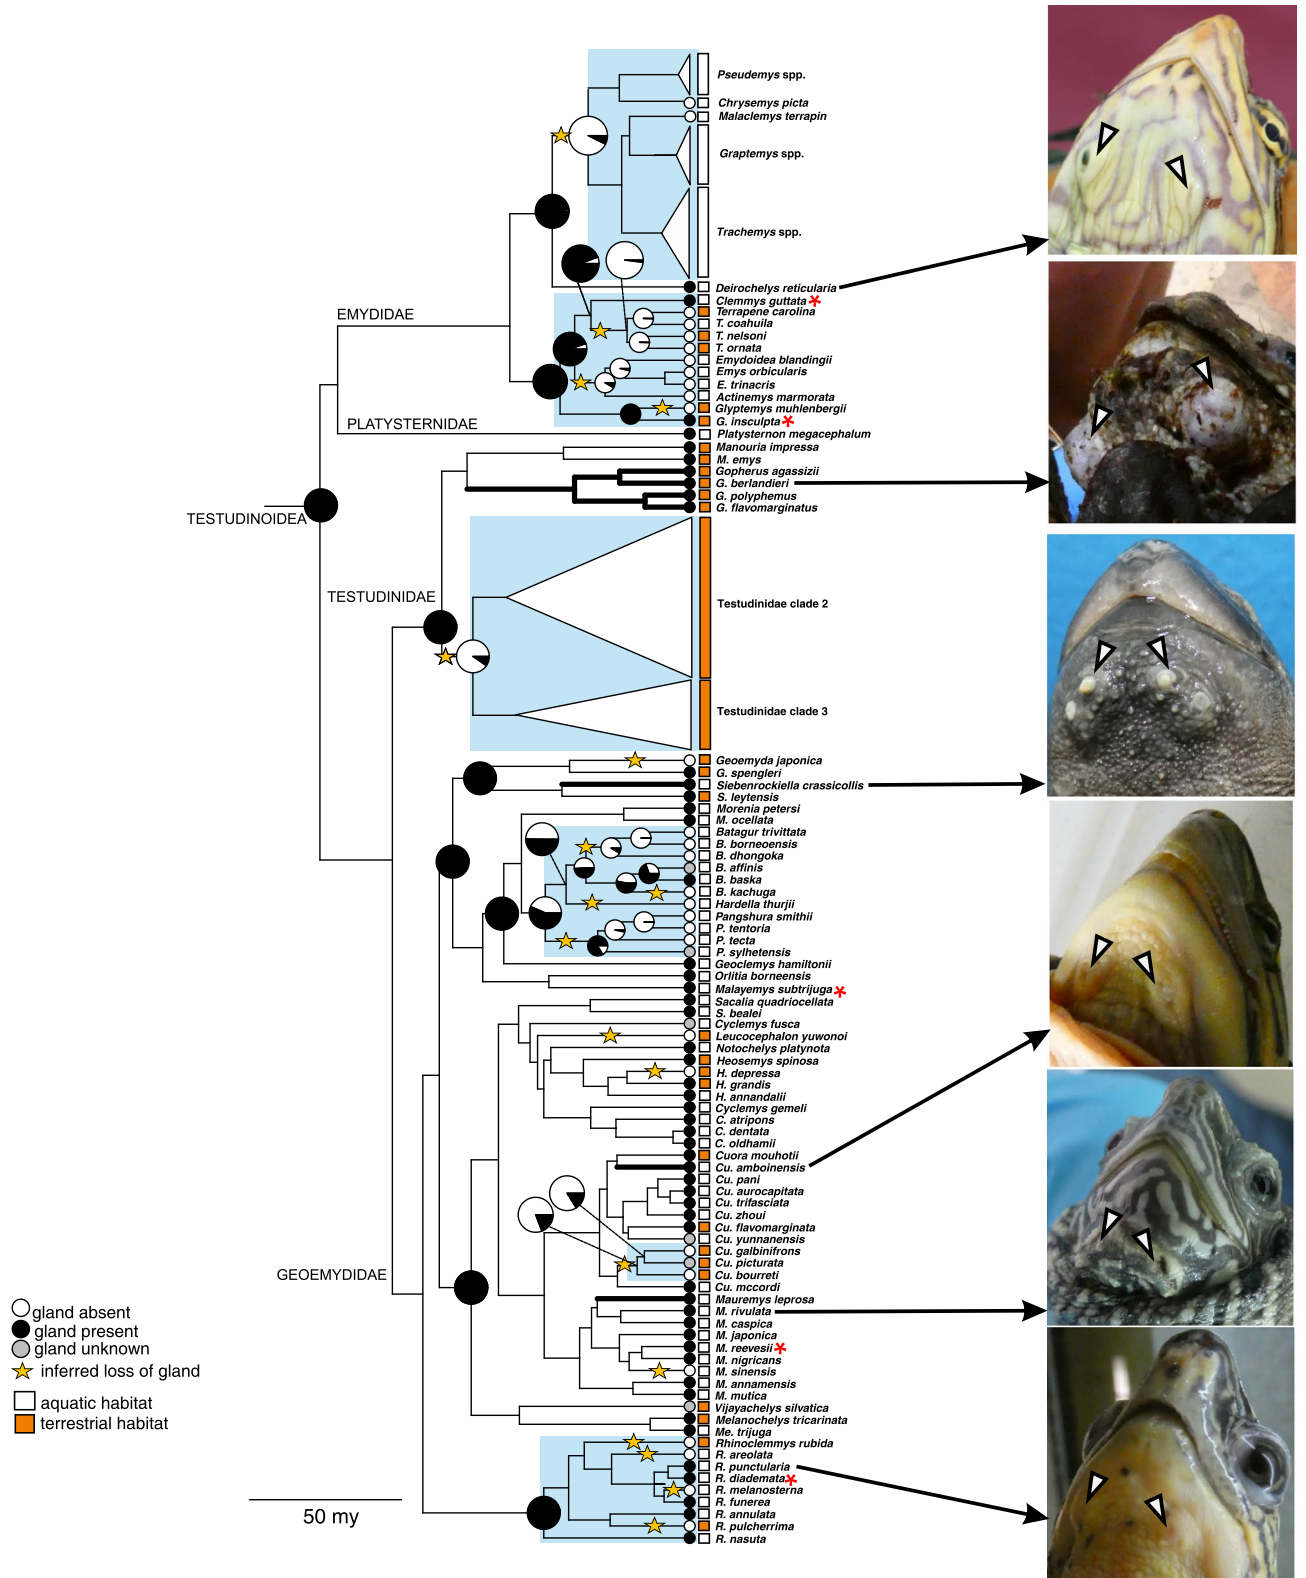 Pseudemys spp.
Chrysemys picta
Malaclemys terrapin
Graptemys spp.
Trachemys spp.
Deirochelys reticularia
Clemmys guttata
Terrapene carolina
T. coahuila
T. nelsoni
T. ornata
Emydoidea blandingii
Emys orbicularis
E. trinacris
Actinemys marmorata
Glyptemys muhlenbergii
G. insculpta
Platysternon megacephalum
Manouria impressa
M. emys
Gopherus agassizii
G. berlandieri
G. polyphemus
G. flavomarginatus
Testudinidae clade 2
Testudinidae clade 3
Geoemyda japonica
G. spengleri
Siebenrockiella crassicollis
S. leytensis
Morenia petersi
M. ocellata
Batagur trivittata
B. borneoensis
B. dhongoka
B. affinis
B. baska
B. kachuga
Hardella thurjii
Pangshura smithii
P. tentoria
P. tecta
P. sylhetensis
Geoclemys hamiltonii
Orlitia borneensis
Malayemys subtrijuga
Sacalia quadriocellata
S. bealei
Cyclemys fusca
Leucocephalon yuwonoi
Notochelys platynota
Heosemys spinosa
H. depressa
H. grandis
H. annandalii
Cyclemys gemeli
C. atripons
C. dentata
C. oldhamii
Cuora mouhotii
Cu. amboinensis
Cu. pani
Cu. aurocapitata
Cu. trifasciata
Cu. zhoui
Cu. flavomarginata
Cu. yunnanensis
Cu. galbinifrons
Cu. picturata
Cu. bourreti
Cu. mccordi
Mauremys leprosa
M. rivulata
M. caspica
M. japonica
M. reevesii
M. nigricans
M. sinensis
M. annamensis
M. mutica
Vijayachelys silvatica
Melanochelys tricarinata
Me. trijuga
Rhinoclemmys rubida
R. areolata
R. punctularia
R. diademata
R. melanosterna
R. funerea
R. annulata
R. pulcherrima
R. nasuta
EMYDIDAE
PLATYSTERNIDAE
TESTUDINOIDEA
TESTUDINIDAE
GEOEMYDIDAE
gland absent
gland present
gland unknown
inferred loss of gland
aquatic habitat
terrestrial habitat
50 my